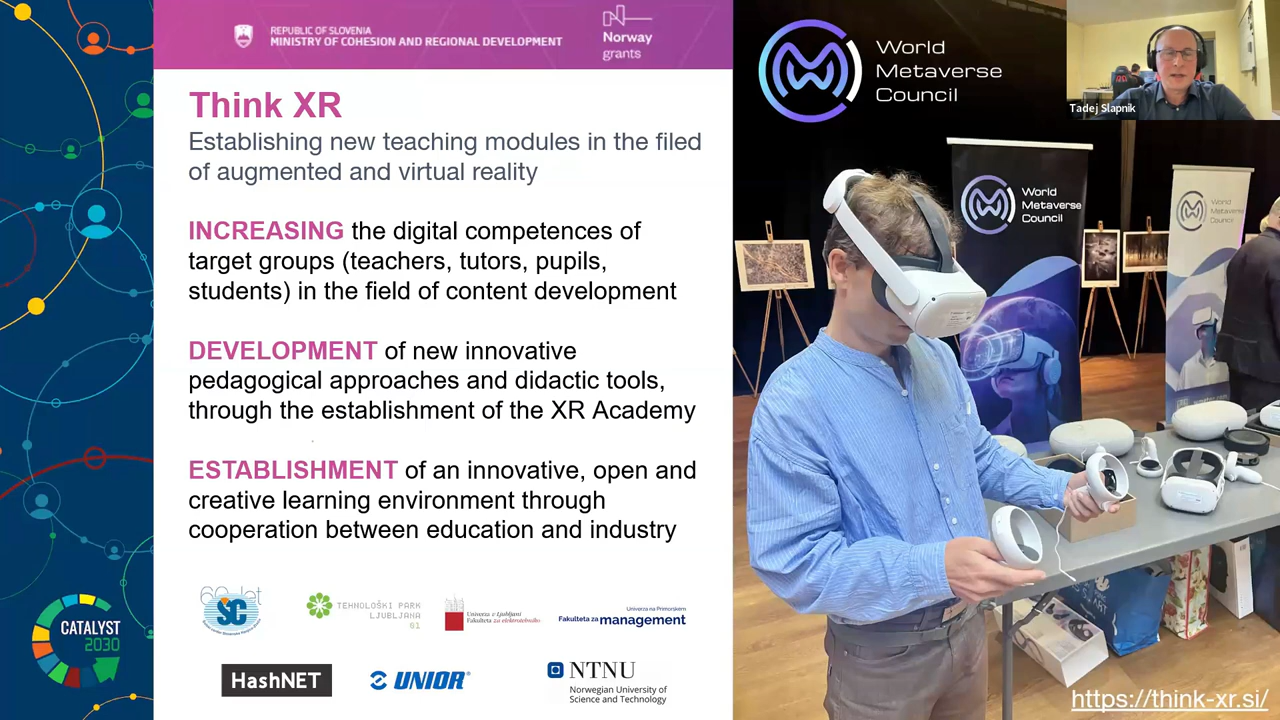 REPUBLIC OF SLOVENIA
MINISTRY OF COHESION AND REGIONAL DEVELOPMENT
Norway
grants
Think XR
Establishing new teaching modules in the filed
of augmented and virtual reality
INCREASING the digital competences of
target groups (teachers, tutors, pupils,
students) in the field of content development
DEVELOPMENT of new innovative
pedagogical approaches and didactic tools,
through the establishment of the XR Academy
ESTABLISHMENT of an innovative, open and
creative learning environment through
cooperation between education and industry
60 let
ŠC
TEHNOLOŠKI PARK
LJUBLJANA
Univerza v Ljubljani
Fakulteta za elektrotehniko
Univerza na Primorskem
Fakulteta za management
HashNET
UNIOR
NTNU
Norwegian University of
Science and Technology
CATALYST
2030
World
Metaverse
Council
Tadej Slapnik
World
Metaverse
Council
World
Metaverse
Council
https://think-xr.si/